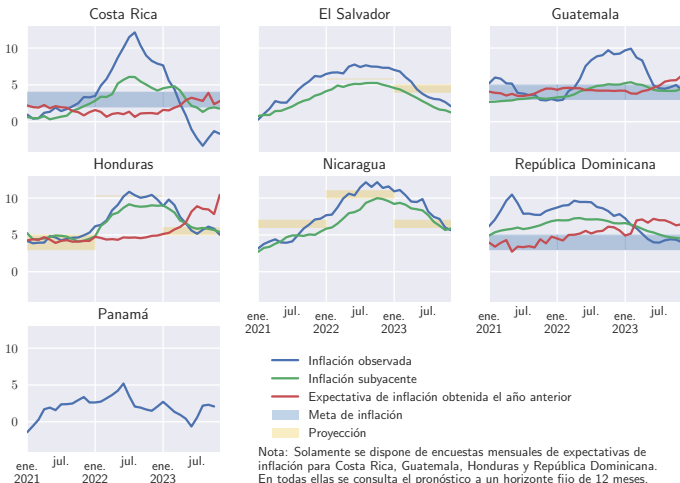 Costa Rica
El Salvador
Guatemala
10
5
0
Honduras
Nicaragua
República Dominicana
10
5
0
ene.
2021
jul.
ene.
2022
jul.
ene.
2023
jul.
ene.
2021
jul.
ene.
2022
jul.
ene.
2023
jul.
Panamá
10
5
0
ene.
2021
jul.
ene.
2022
jul.
ene.
2023
jul.
Inflación observada
Inflación subyacente
Expectativa de inflación obtenida el año anterior
Meta de inflación
Proyección
Nota: Solamente se dispone de encuestas mensuales de expectativas de
inflación para Costa Rica, Guatemala, Honduras y República Dominicana.
En todas ellas se consulta el pronóstico a un horizonte fijo de 12 meses.